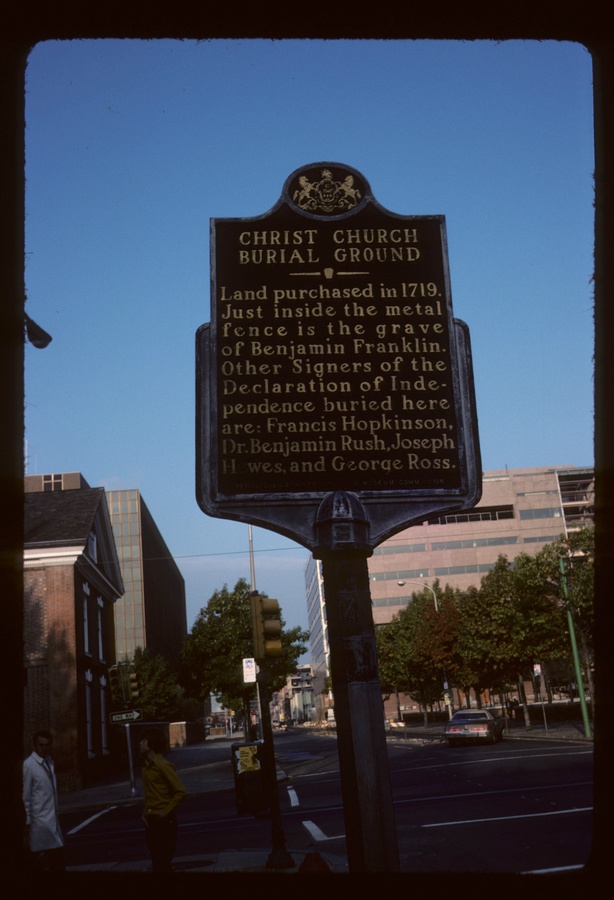 CHRIST CHURCH
BURIAL GROUND
Land purchased in 1719.
Just inside the metal
fence is the grave
of Benjamin Franklin.
Other Signers of the
Declaration of Inde-
pendence buried here
are: Francis Hopkinson,
Dr. Benjamin Rush, Joseph
Hewes, and George Ross.
ONE WAY